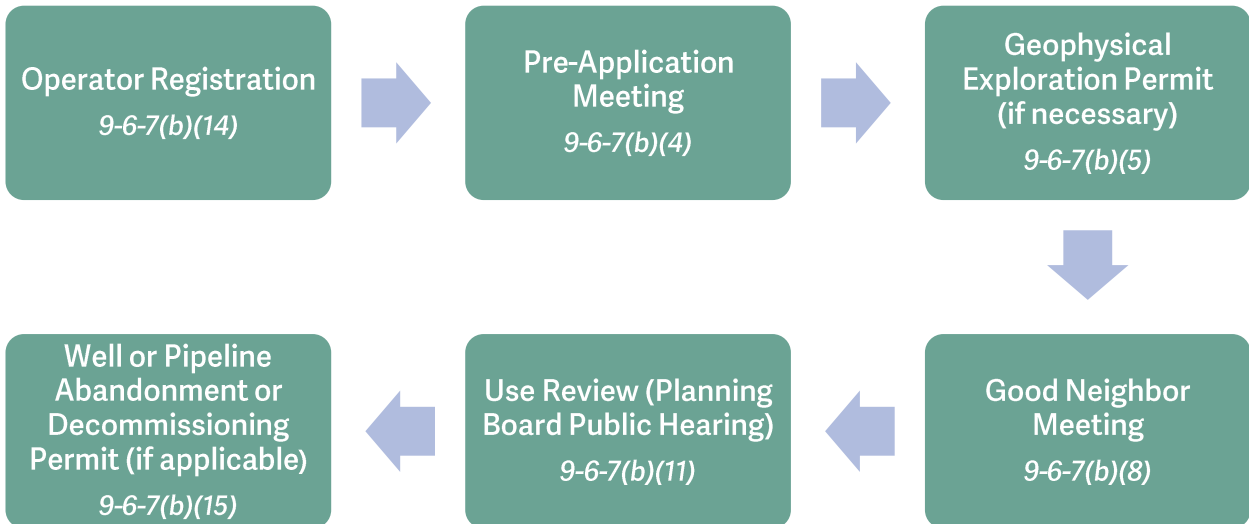 Operator Registration
9-6-7(b)(14)
Pre-Application
Meeting
9-6-7(b)(4)
Geophysical
Exploration Permit
(if necessary)
9-6-7(b)(5)
Good Neighbor
Meeting
9-6-7(b)(8)
Use Review (Planning
Board Public Hearing)
9-6-7(b)(11)
Well or Pipeline
Abandonment or
Decommissioning
Permit (if applicable)
9-6-7(b)(15)